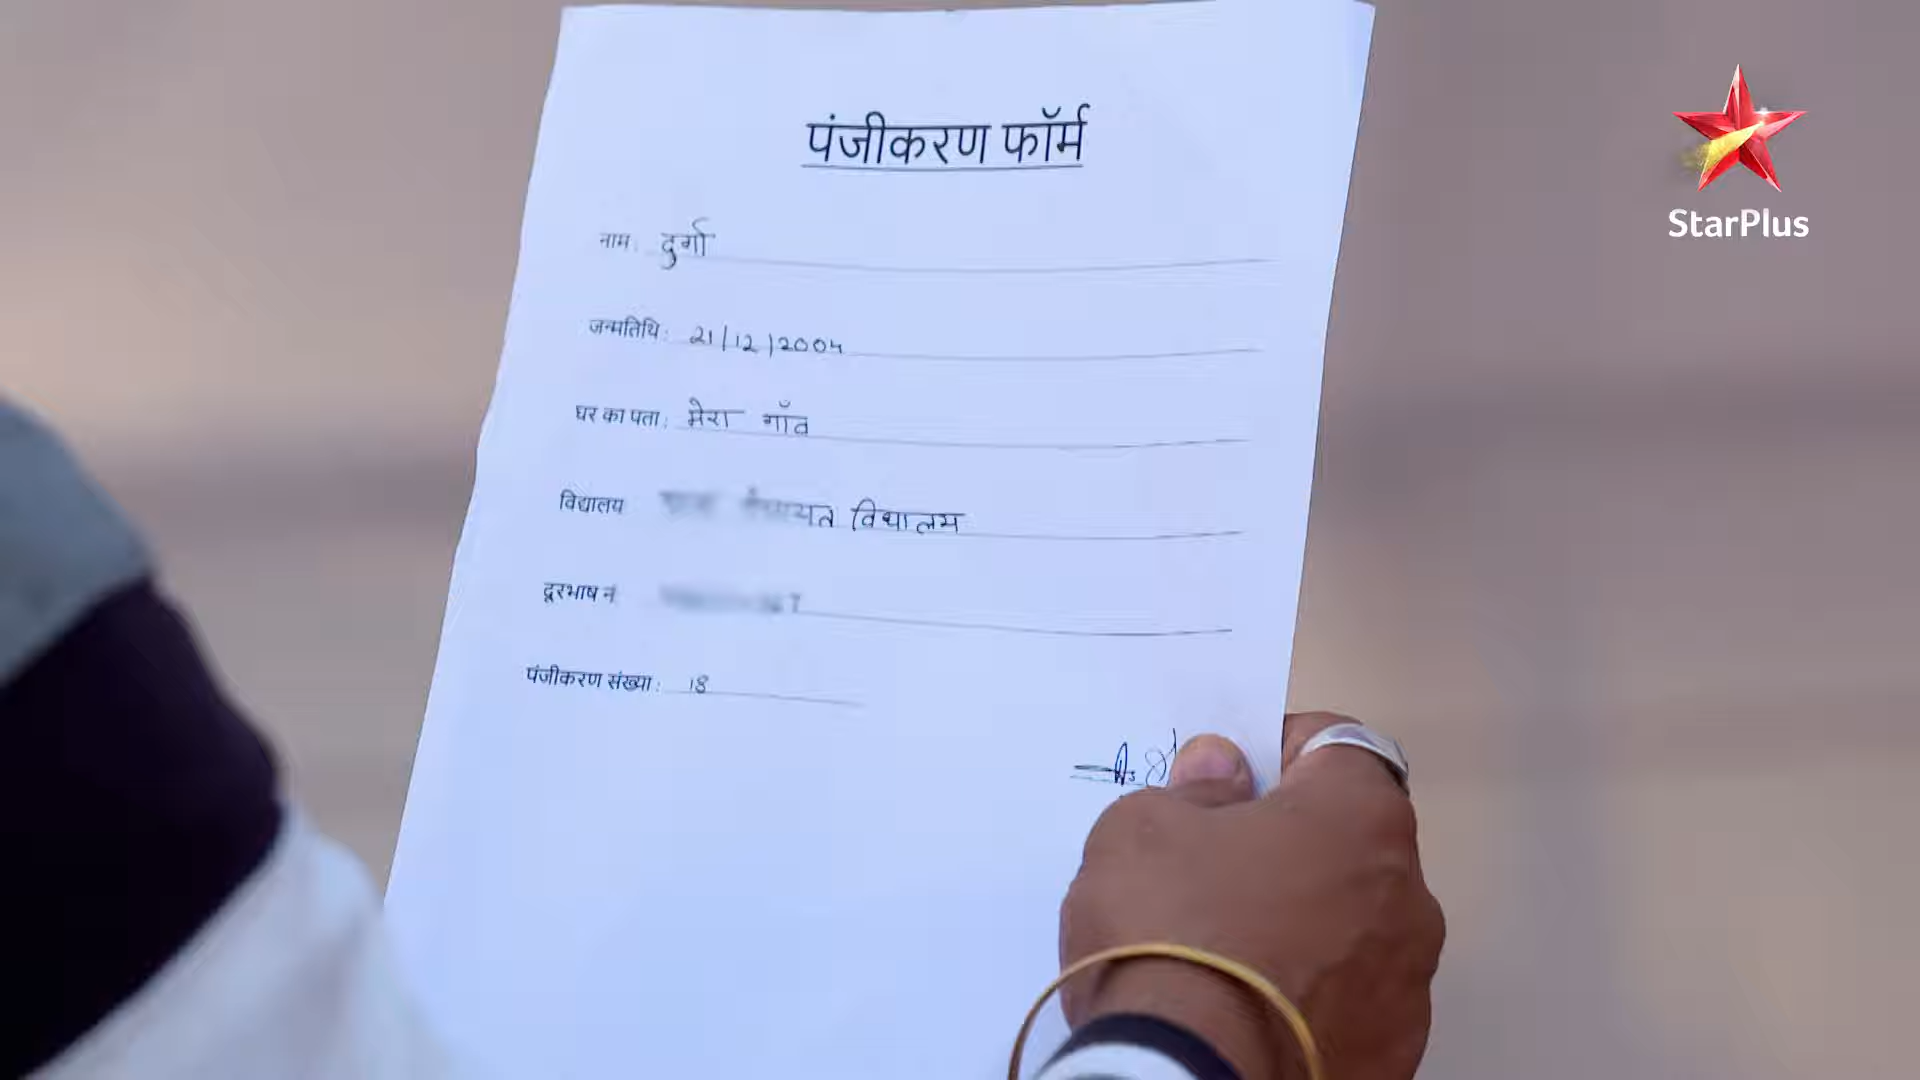 पंजीकरण फॉर्म
StarPlus
नाम: दुर्गा
जन्मतिथि: 21/12/2004
घर का पता: मेरा गाँव
विद्यालय विद्यालय
दूरभाष नं
पंजीकरण संख्या: 18